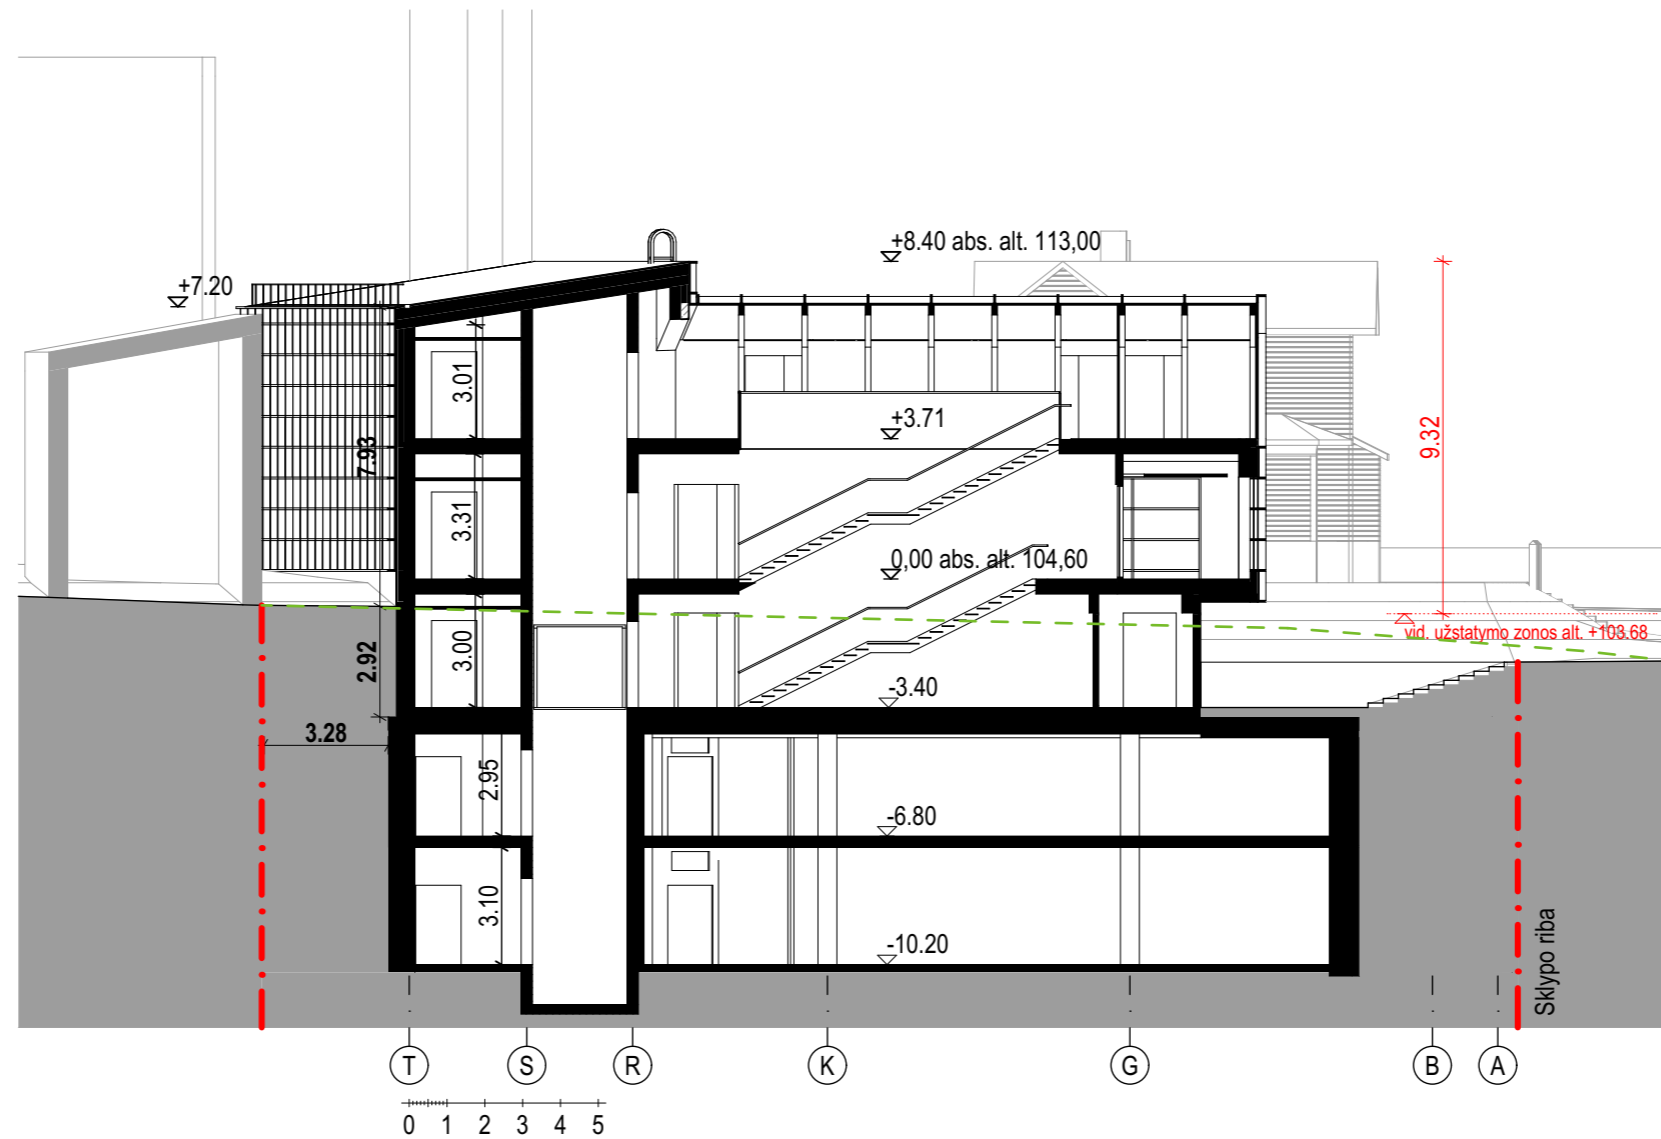 +8.40 abs. alt. 113,00
+7.20
3.01
+3.71
9.32
7.93
3.31
0,00 abs. alt. 104,60
vid. užstatymo zonos alt. +103.68
3.00
2.92
-3.40
3.28
2.95
-6.80
3.10
-10.20
Sklypo riba
T S R K G B A
0 1 2 3 4 5